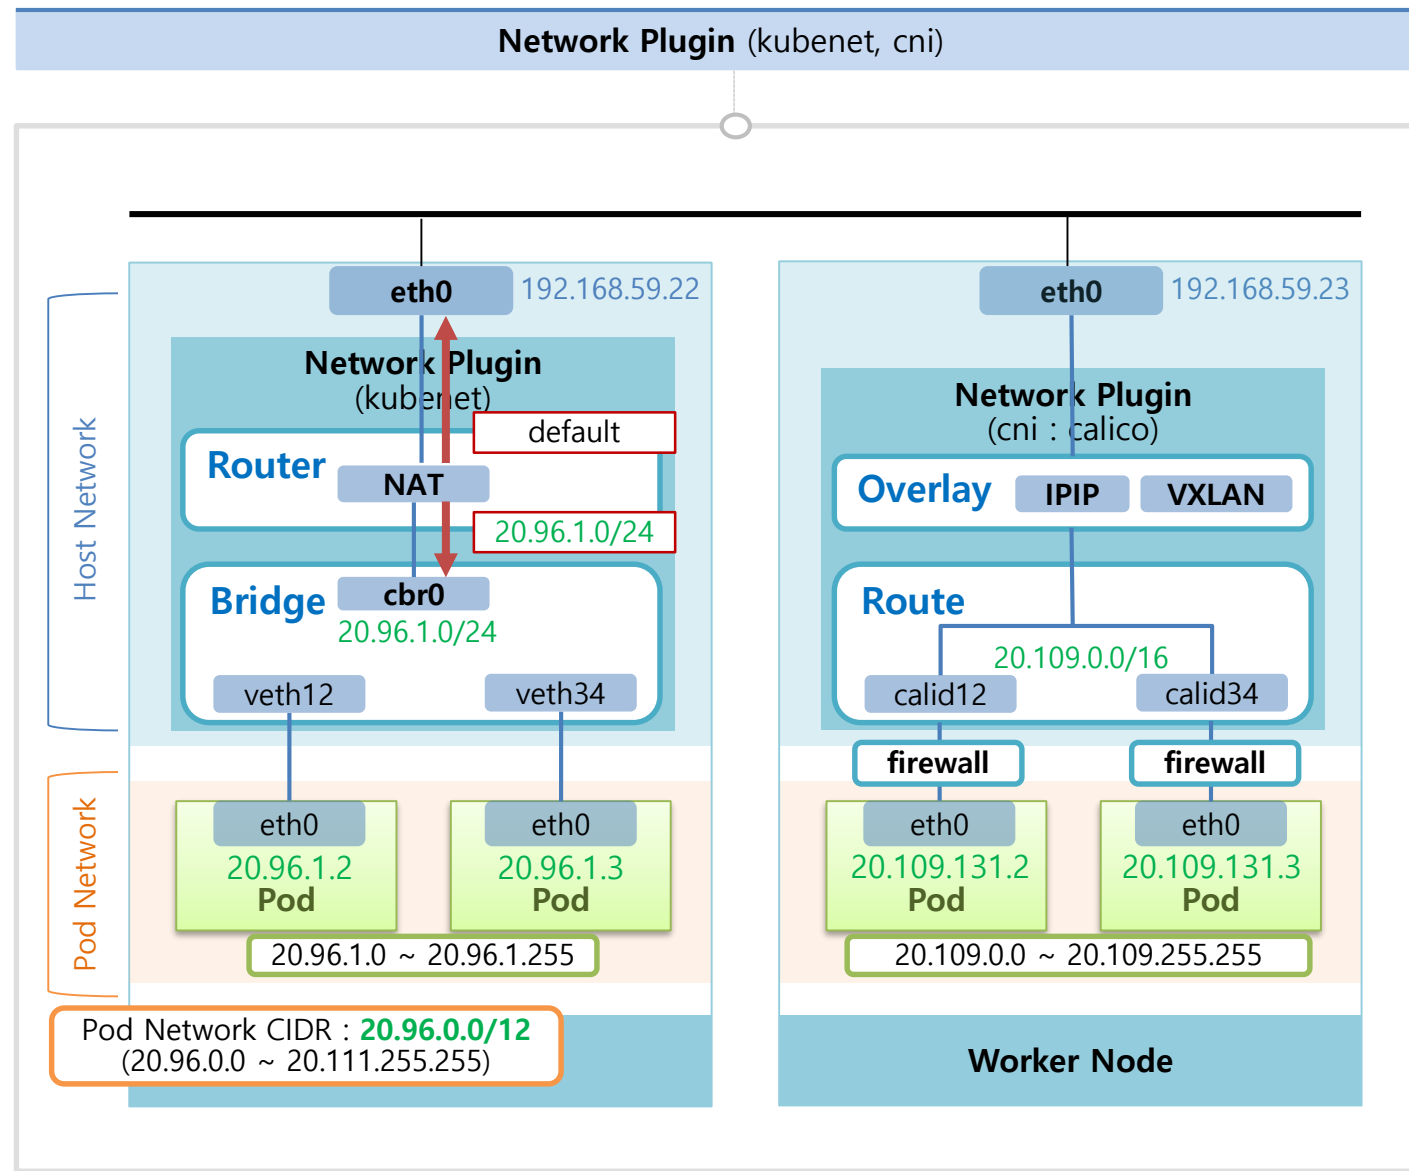 Network Plugin (kubenet, cni)
Host Network
Pod Network
eth0 192.168.59.22
Network Plugin
(kubenet)
default
Router
NAT
20.96.1.0/24
Bridge
cbr0
20.96.1.0/24
veth12
veth34
eth0
20.96.1.2
Pod
eth0
20.96.1.3
Pod
20.96.1.0 ~ 20.96.1.255
Pod Network CIDR : 20.96.0.0/12
(20.96.0.0 ~ 20.111.255.255)
eth0 192.168.59.23
Network Plugin
(cni : calico)
Overlay
IPIP
VXLAN
Route
20.109.0.0/16
calid12
calid34
firewall
firewall
eth0
20.109.131.2
Pod
eth0
20.109.131.3
Pod
20.109.0.0 ~ 20.109.255.255
Worker Node